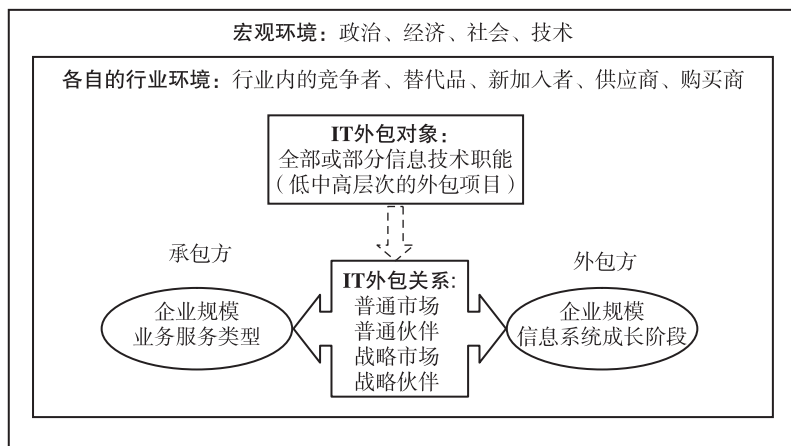 宏观环境：政治、经济、社会、技术
各自的行业环境：行业内的竞争者、替代品、新加入者、供应商、购买商
IT外包对象：
全部或部分信息技术职能
（低中高层次的外包项目）
承包方
外包方
企业规模
业务服务类型
IT外包关系:
普通市场
普通伙伴
战略市场
战略伙伴
企业规模
信息系统成长阶段